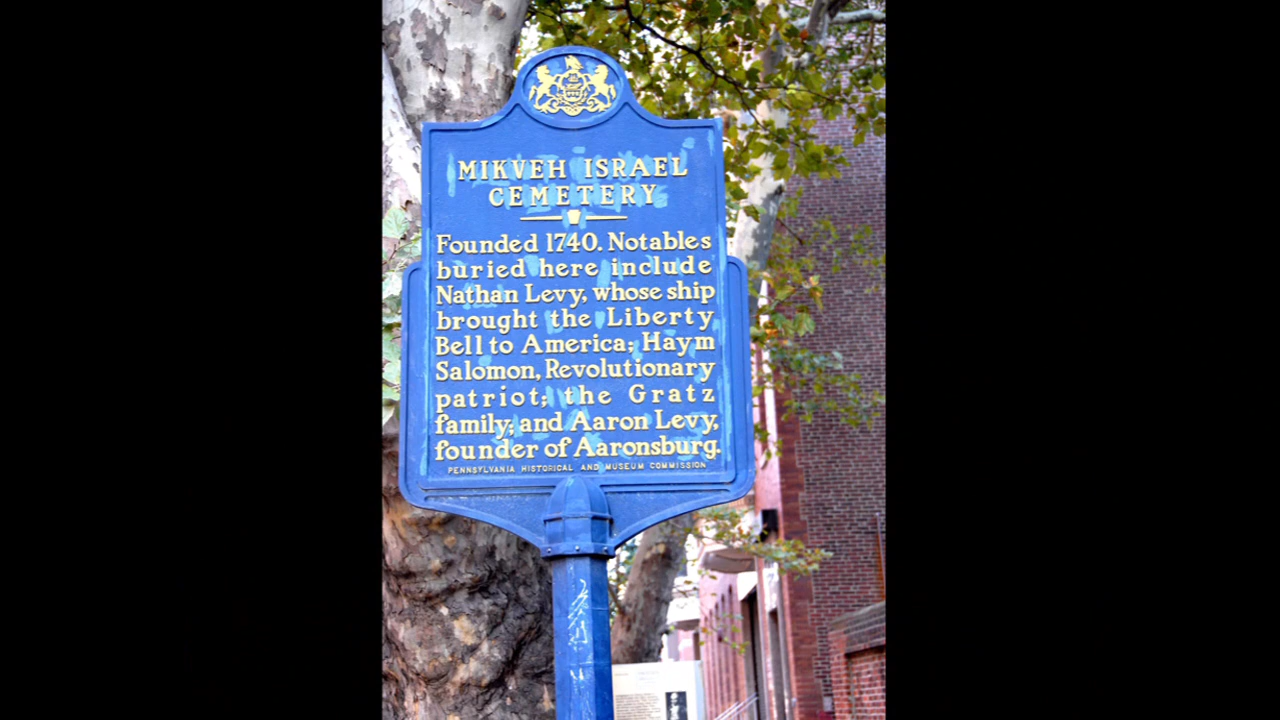 MIKVEH ISRAEL
CEMETERY
Founded 1740. Notables
buried here include
Nathan Levy, whose ship
brought the Liberty
Bell to America; Haym
Salomon, Revolutionary
patriot; the Gratz
family; and Aaron Levy,
founder of Aaronsburg.
PENNSYLVANIA HISTORICAL AND MUSEUM COMMISSION